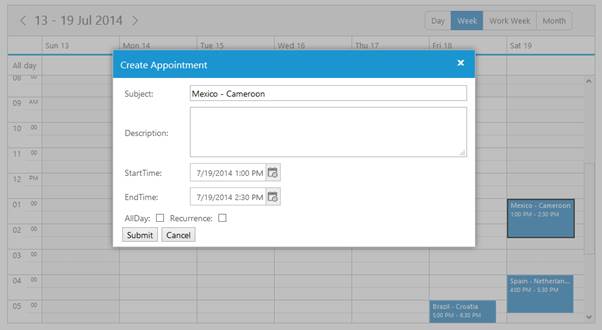 13 - 19 Jul 2014
Day Week Work Week Month
Sun 13 Mon 14 Tue 15 Wed 16 Thu 17 Fri 18 Sat 19
All day
Create Appointment
Subject: Mexico - Cameroon
Description:
StartTime: 7/19/2014 1:00 PM
EndTime: 7/19/2014 2:30 PM
AllDay: Recurrence:
Submit Cancel
08 00
09 AM
10 00
11 00
12 PM
01 00
02 00
03 00
04 00
05 00
Mexico - Cameroon
1:00 PM - 2:30 PM
Spain - Netherlan...
4:00 PM - 5:30 PM
Brazil - Croatia
5:00 PM - 6:30 PM